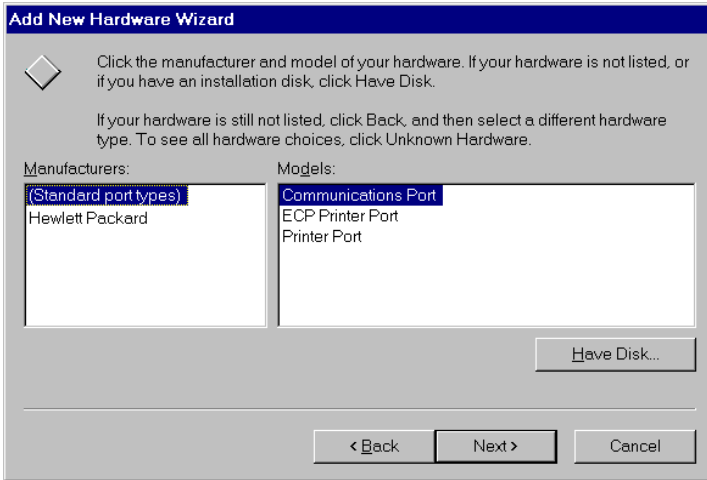 Add New Hardware Wizard
Click the manufacturer and model of your hardware. If your hardware is not listed, or
if you have an installation disk, click Have Disk.
If your hardware is still not listed, click Back, and then select a different hardware
type. To see all hardware choices, click Unknown Hardware.
Manufacturers:
(Standard port types)
Hewlett Packard
Models:
Communications Port
ECP Printer Port
Printer Port
Have Disk...
< Back
Next >
Cancel